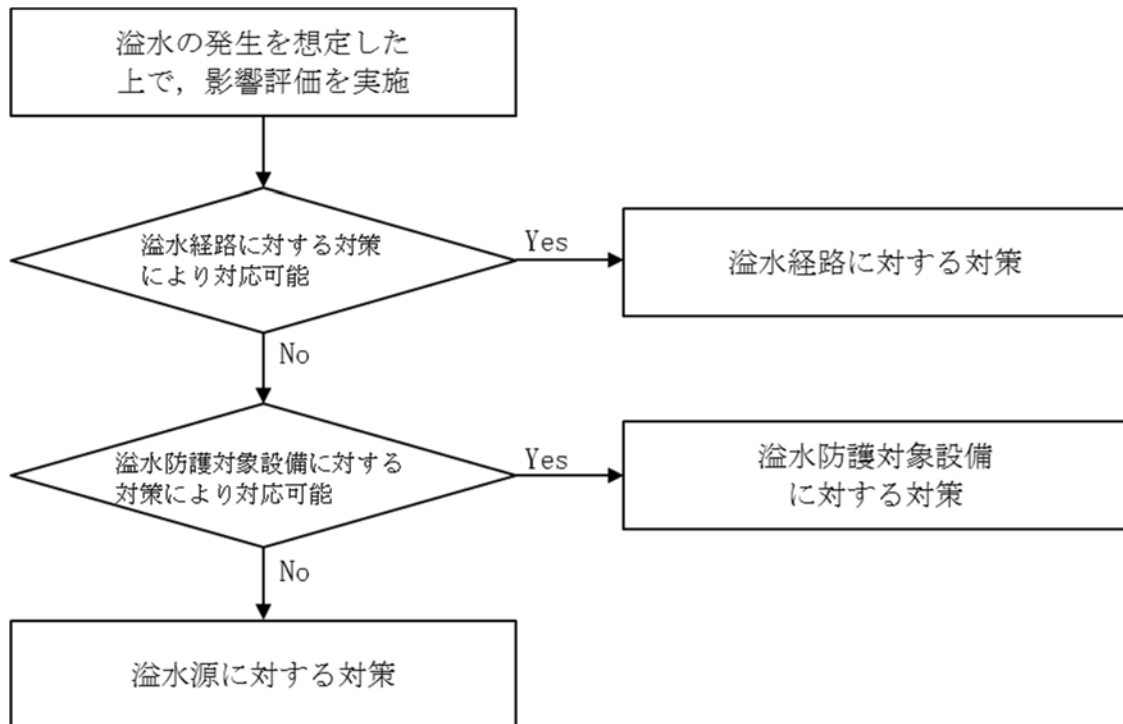 溢水の発生を想定した
上で，影響評価を実施
溢水経路に対する対策
により対応可能
Yes
溢水経路に対する対策
No
溢水防護対象設備に対する
対策により対応可能
Yes
溢水防護対象設備
に対する対策
No
溢水源に対する対策